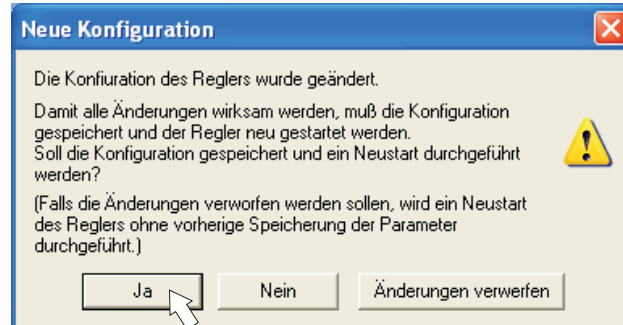 Neue Konfiguration
Die Konfiuration des Reglers wurde geändert.
Damit alle Änderungen wirksam werden, muß die Konfiguration
gespeichert und der Regler neu gestartet werden.
Soll die Konfiguration gespeichert und ein Neustart durchgeführt
werden?
(Falls die Änderungen verworfen werden sollen, wird ein Neustart
des Reglers ohne vorherige Speicherung der Parameter
durchgeführt.)
Ja Nein Änderungen verwerfen